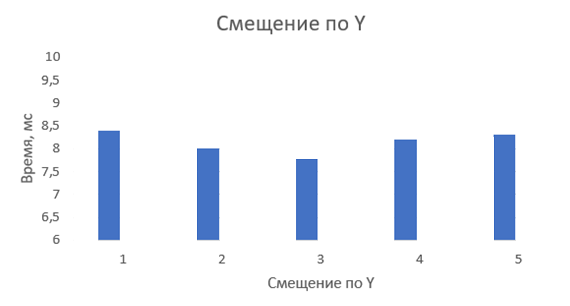 Смещение по Y
10
9,5
9
8,5
8
7,5
7
6,5
6
Время, мс
1 2 3 4 5
Смещение по Y